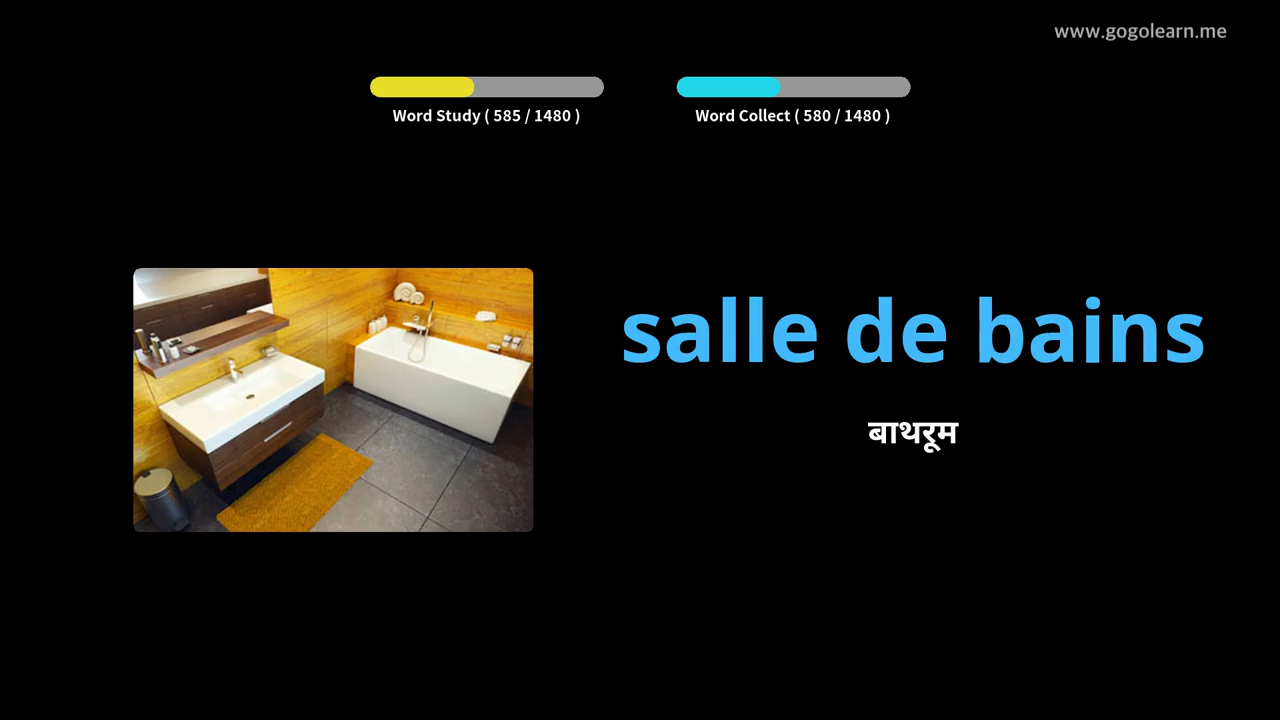 www.gogolearn.me
Word Study ( 585 / 1480 )
Word Collect ( 580 / 1480 )
salle de bains
बाथरूम